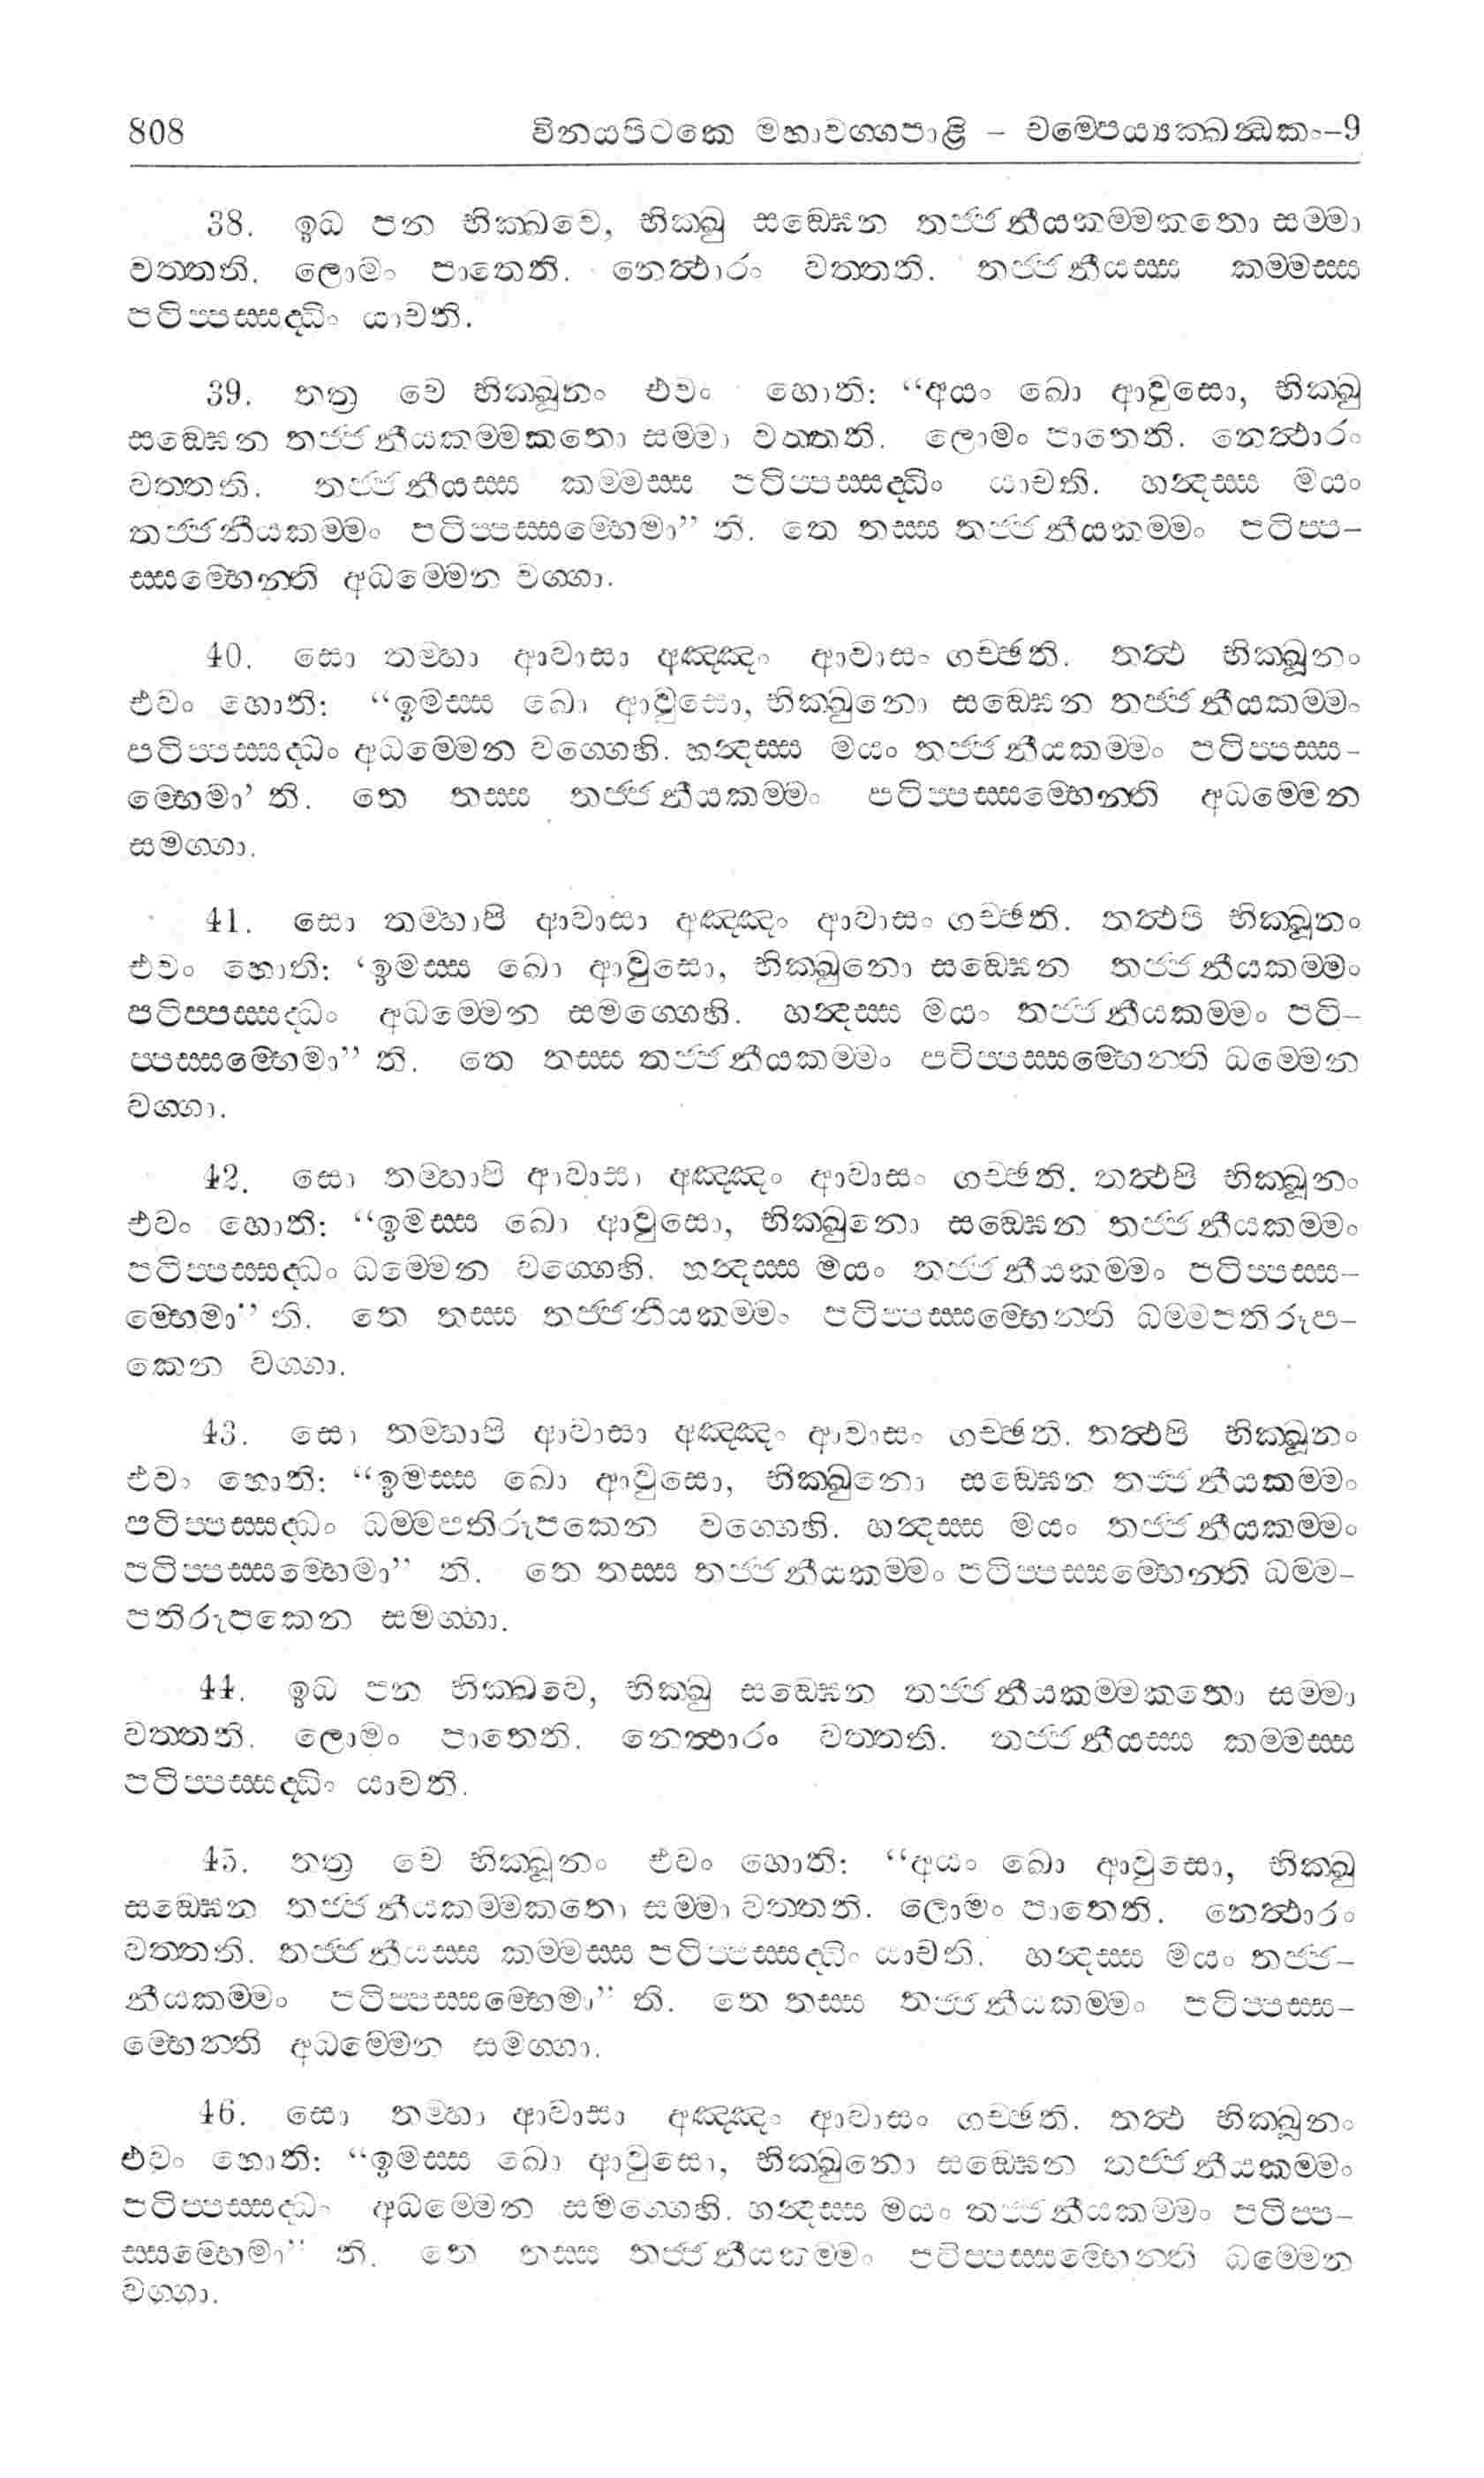 808 විනයපිටකෙ මහාවග්ගපාළි – චම්පෙය්‍යක්ඛන්ධකං–9
38. ඉධ පන භික්ඛවෙ, භික්ඛු සඞ්ඝෙන තජ්ජනීයකම්මකතො සම්මා
වත්තති. ලොමං පාතෙති. නෙත්ථාරං වත්තති. තජ්ජනීයස්ස කම්මස්ස
පටිප්පස්සද්ධිං යාචති.
39. තත්‍ර චෙ භික්ඛූනං එවං හොති: “අයං ඛො ආවුසො, භික්ඛු
සඞ්ඝෙන තජ්ජනීයකම්මකතො සම්මා වත්තති. ලොමං පාතෙති. නෙත්ථාරං
වත්තති. තජ්ජනීයස්ස කම්මස්ස පටිප්පස්සද්ධිං යාචති. හන්දස්ස මයං
තජ්ජනීයකම්මං පටිප්පස්සම්භෙමා” ති. තෙ තස්ස තජ්ජනීයකම්මං පටිප්ප-
ස්සම්භෙන්ති අධම්මෙන වග්ගා.
40. සො තම්හා ආවාසා අඤ්ඤං ආවාසං ගච්ඡති. තත්ථ භික්ඛූනං
එවං හොති: “ඉමස්ස ඛො ආවුසො, භික්ඛුනො සඞ්ඝෙන තජ්ජනීයකම්මං
පටිප්පස්සද්ධං අධම්මෙන වග්ගෙහි. හන්දස්ස මයං තජ්ජනීයකම්මං පටිප්පස්ස-
ම්භෙමා’ ති. තෙ තස්ස තජ්ජනීයකම්මං පටිප්පස්සම්භෙන්ති අධම්මෙන
සමග්ගා.
41. සො තම්හාපි ආවාසා අඤ්ඤං ආවාසං ගච්ඡති. තත්ථපි භික්ඛූනං
එවං හොති: ‘ඉමස්ස ඛො ආවුසො, භික්ඛුනො සඞ්ඝෙන තජ්ජනීයකම්මං
පටිප්පස්සද්ධං අධම්මෙන සමග්ගෙහි. හන්දස්ස මයං තජ්ජනීයකම්මං පටි-
ප්පස්සම්භෙමා” ති. තෙ තස්ස තජ්ජනීයකම්මං පටිප්පස්සම්භෙන්ති ධම්මෙන
වග්ගා.
42. සො තම්හාපි ආවාසා අඤ්ඤං ආවාසං ගච්ඡති. තත්ථපි භික්ඛූනං
එවං හොති: “ඉමස්ස ඛො ආවුසො, භික්ඛුනො සඞ්ඝෙන තජ්ජනීයකම්මං
පටිප්පස්සද්ධං ධම්මෙන වග්ගෙහි. හන්දස්ස මයං තජ්ජනීයකම්මං පටිප්පස්ස-
ම්භෙමා” ති. තෙ තස්ස තජ්ජනීයකම්මං පටිප්පස්සම්භෙන්ති ධම්මපතිරූප-
කෙන වග්ගා.
43. සො තම්හාපි ආවාසා අඤ්ඤං ආවාසං ගච්ඡති. තත්ථපි භික්ඛූනං
එවං හොති: “ඉමස්ස ඛො ආවුසො, භික්ඛුනො සඞ්ඝෙන තජ්ජනීයකම්මං
පටිප්පස්සද්ධං ධම්මපතිරූපකෙන වග්ගෙහි. හන්දස්ස මයං තජ්ජනීයකම්මං
පටිප්පස්සම්භෙමා” ති. තෙ තස්ස තජ්ජනීයකම්මං පටිප්පස්සම්භෙන්ති ධම්ම-
පතිරූපකෙන සමග්ගා.
44. ඉධ පන භික්ඛවෙ, භික්ඛු සඞ්ඝෙන තජ්ජනීයකම්මකතො සම්මා
වත්තති. ලොමං පාතෙති. නෙත්ථාරං වත්තති. තජ්ජනීයස්ස කම්මස්ස
පටිප්පස්සද්ධිං යාචති.
45. තත්‍ර චෙ භික්ඛූනං එවං හොති: “අයං ඛො ආවුසො, භික්ඛු
සඞ්ඝෙන තජ්ජනීයකම්මකතො සම්මා වත්තති. ලොමං පාතෙති. නෙත්ථාරං
වත්තති. තජ්ජනීයස්ස කම්මස්ස පටිප්පස්සද්ධිං යාචති. හන්දස්ස මයං තජ්ජ-
නීයකම්මං පටිප්පස්සම්භෙමා” ති. තෙ තස්ස තජ්ජනීයකම්මං පටිප්පස්ස-
ම්භෙන්ති අධම්මෙන සමග්ගා.
46. සො තම්හා ආවාසා අඤ්ඤං ආවාසං ගච්ඡති. තත්ථ භික්ඛූනං
එවං හොති: “ඉමස්ස ඛො ආවුසො, භික්ඛුනො සඞ්ඝෙන තජ්ජනීයකම්මං
පටිප්පස්සද්ධං අධම්මෙන සමග්ගෙහි. හන්දස්ස මයං තජ්ජනීයකම්මං පටිප්ප-
ස්සම්භෙමා” ති. තෙ තස්ස තජ්ජනීයකම්මං පටිප්පස්සම්භෙන්ති ධම්මෙන
වග්ගා.